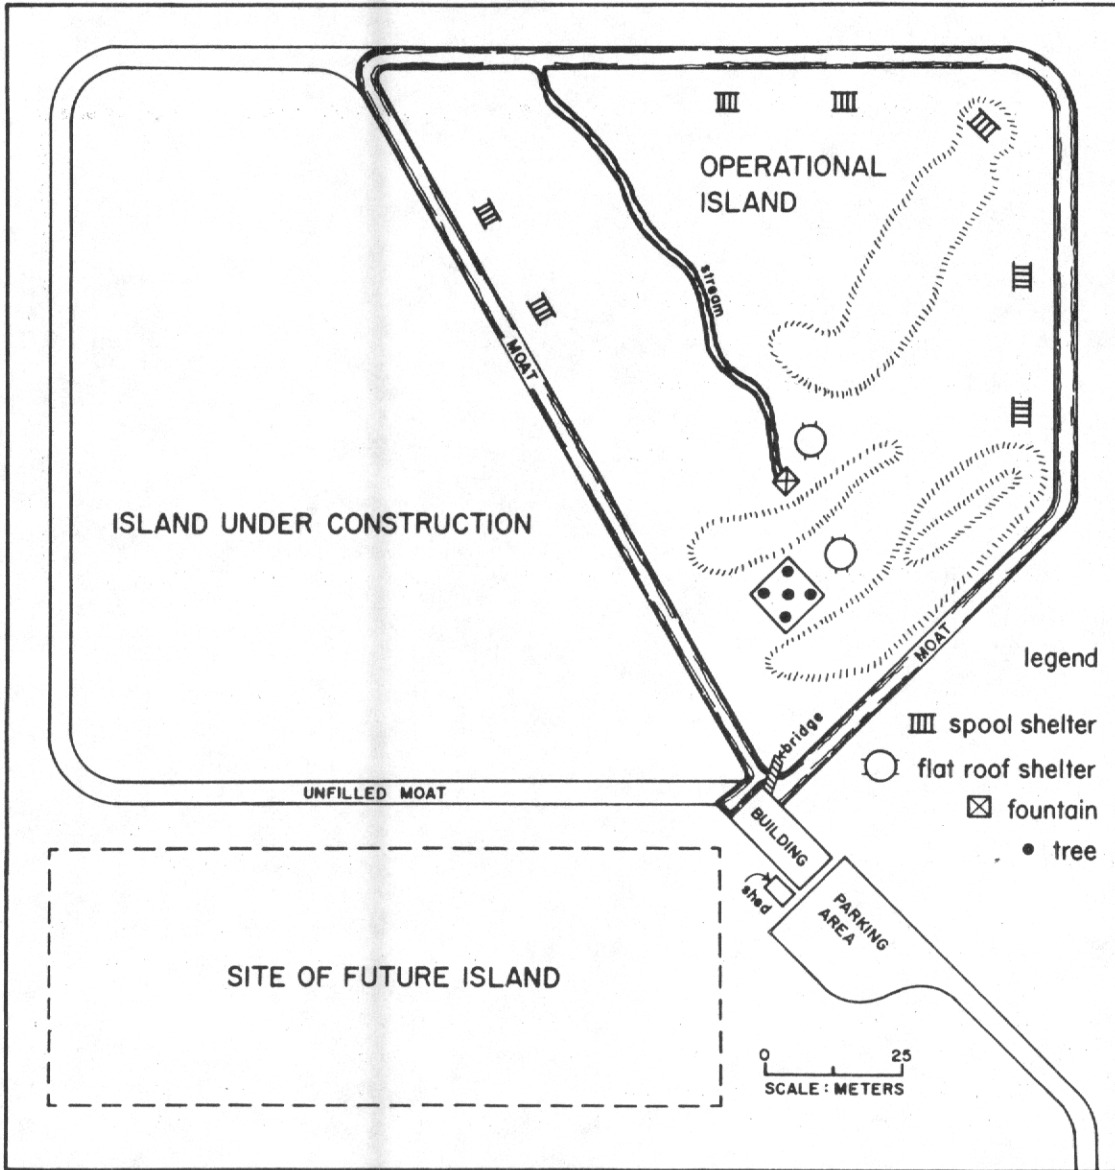 OPERATIONAL
ISLAND
stream
MOAT
ISLAND UNDER CONSTRUCTION
MOAT
legend
bridge
spool shelter
flat roof shelter
fountain
tree
UNFILLED MOAT
BUILDING
shed
PARKING
AREA
SITE OF FUTURE ISLAND
0 25
SCALE: METERS